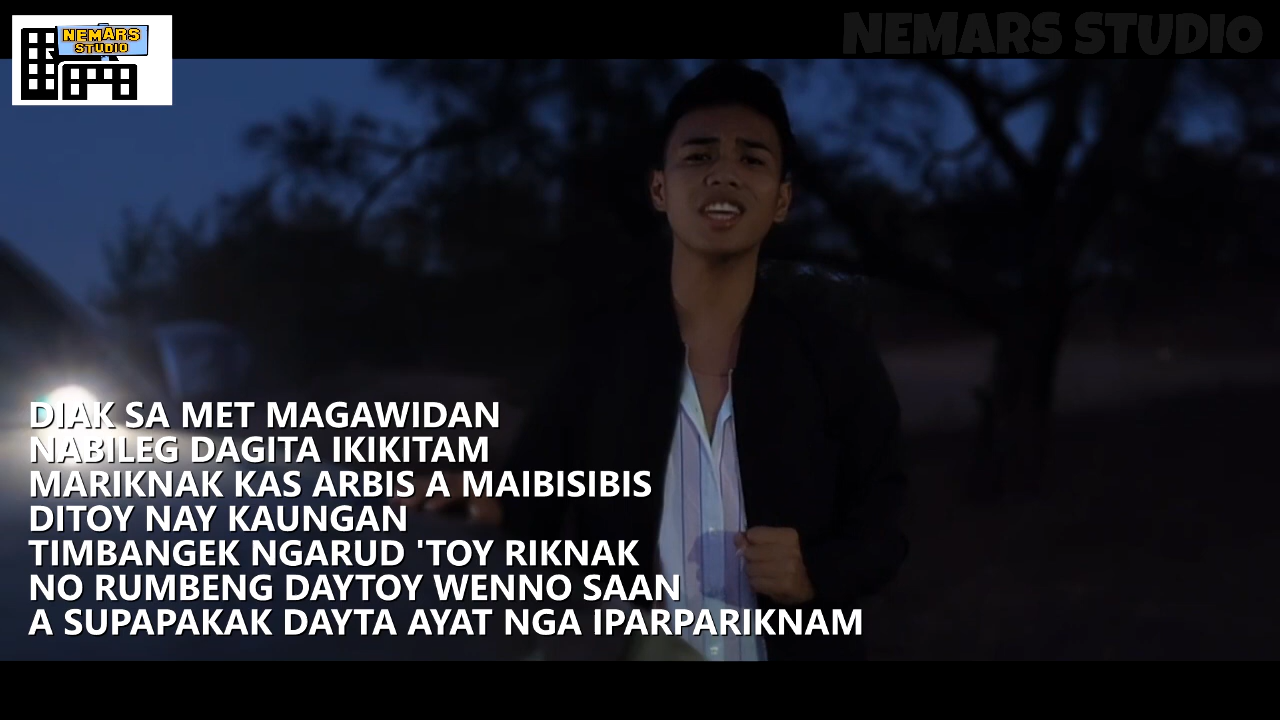 NEMARS
STUDIO
NEMARS STUDIO
DIAK SA MET MAGAWIDAN
NABILEG DAGITA IKIKITAM
MARIKNAK KAS ARBIS A MAIBISIBIS
DITOY NAY KAUNGAN
TIMBANGEK NGARUD 'TOY RIKNAK
NO RUMBENG DAYTOY WENNO SAAN
A SUPAPAKAK DAYTA AYAT NGA IPARPARIKNAM